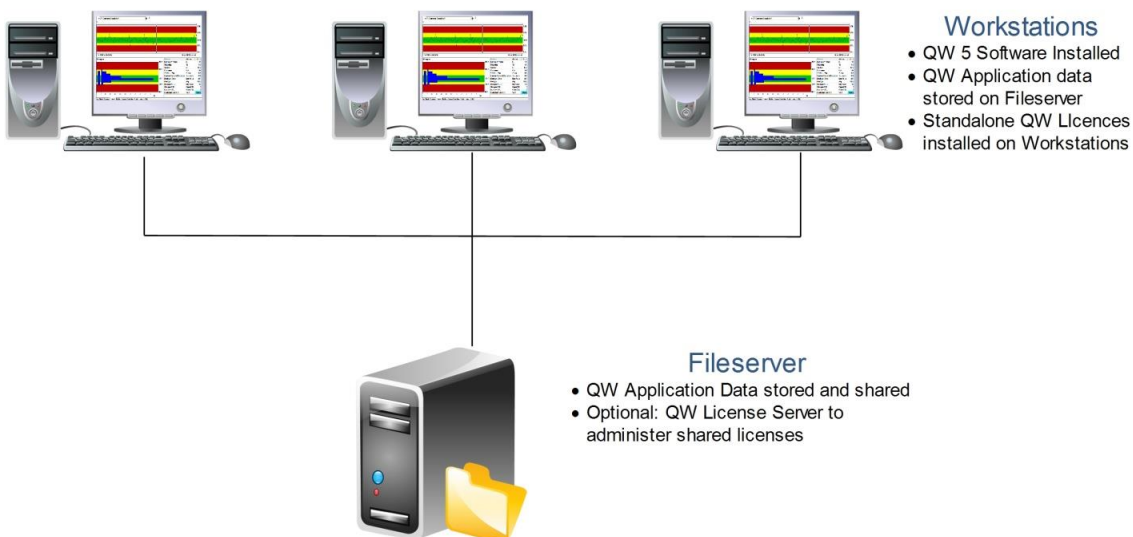 Workstations
• QW 5 Software Installed
• QW Application data
stored on Fileserver
• Standalone QW LIcences
installed on Workstations
Fileserver
• QW Application Data stored and shared
• Optional: QW License Server to
administer shared licenses